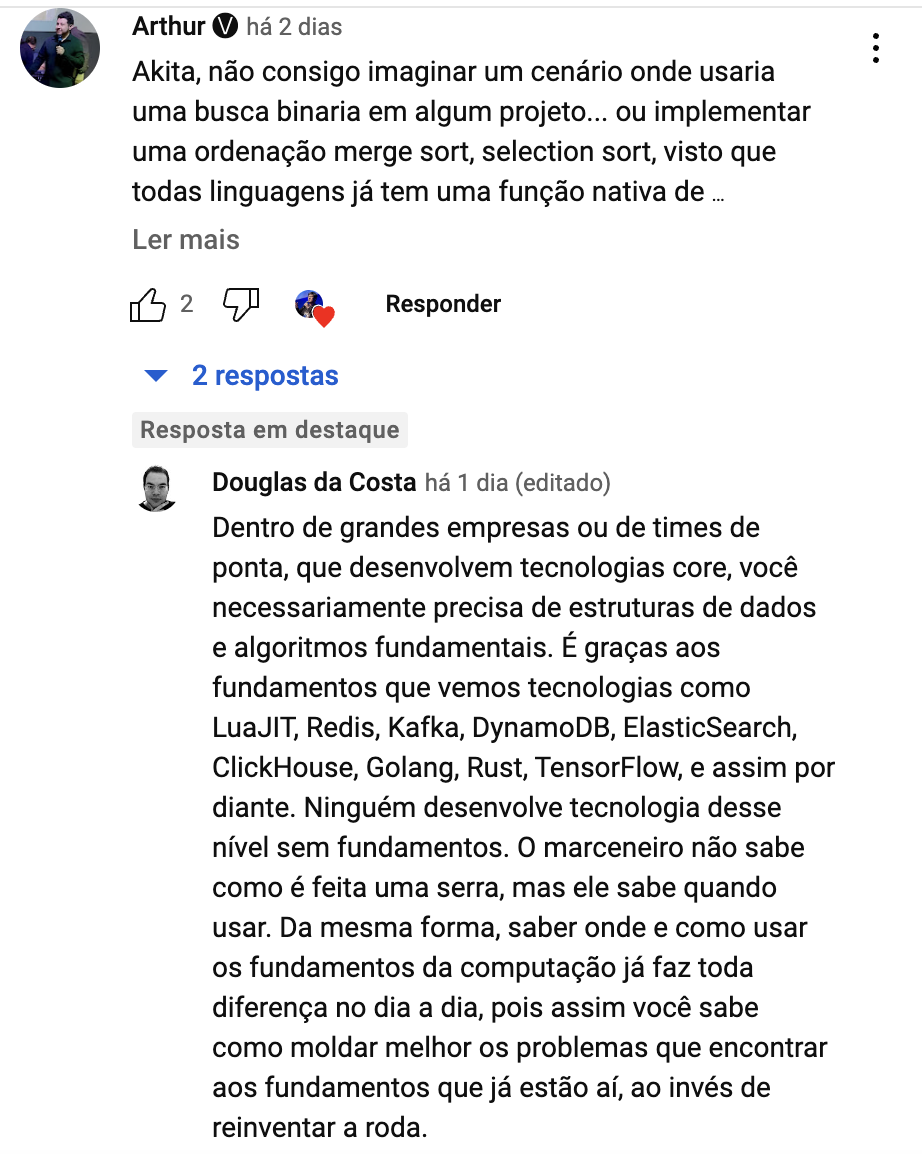 Arthur V há 2 dias
Akita, não consigo imaginar um cenário onde usaria
uma busca binaria em algum projeto... ou implementar
uma ordenação merge sort, selection sort, visto que
todas linguagens já tem uma função nativa de ...
Ler mais
2
Responder
2 respostas
Resposta em destaque
Douglas da Costa há 1 dia (editado)
Dentro de grandes empresas ou de times de
ponta, que desenvolvem tecnologias core, você
necessariamente precisa de estruturas de dados
e algoritmos fundamentais. É graças aos
fundamentos que vemos tecnologias como
LuaJIT, Redis, Kafka, DynamoDB, ElasticSearch,
ClickHouse, Golang, Rust, TensorFlow, e assim por
diante. Ninguém desenvolve tecnologia desse
nível sem fundamentos. O marceneiro não sabe
como é feita uma serra, mas ele sabe quando
usar. Da mesma forma, saber onde e como usar
os fundamentos da computação já faz toda
diferença no dia a dia, pois assim você sabe
como moldar melhor os problemas que encontrar
aos fundamentos que já estão aí, ao invés de
reinventar a roda.